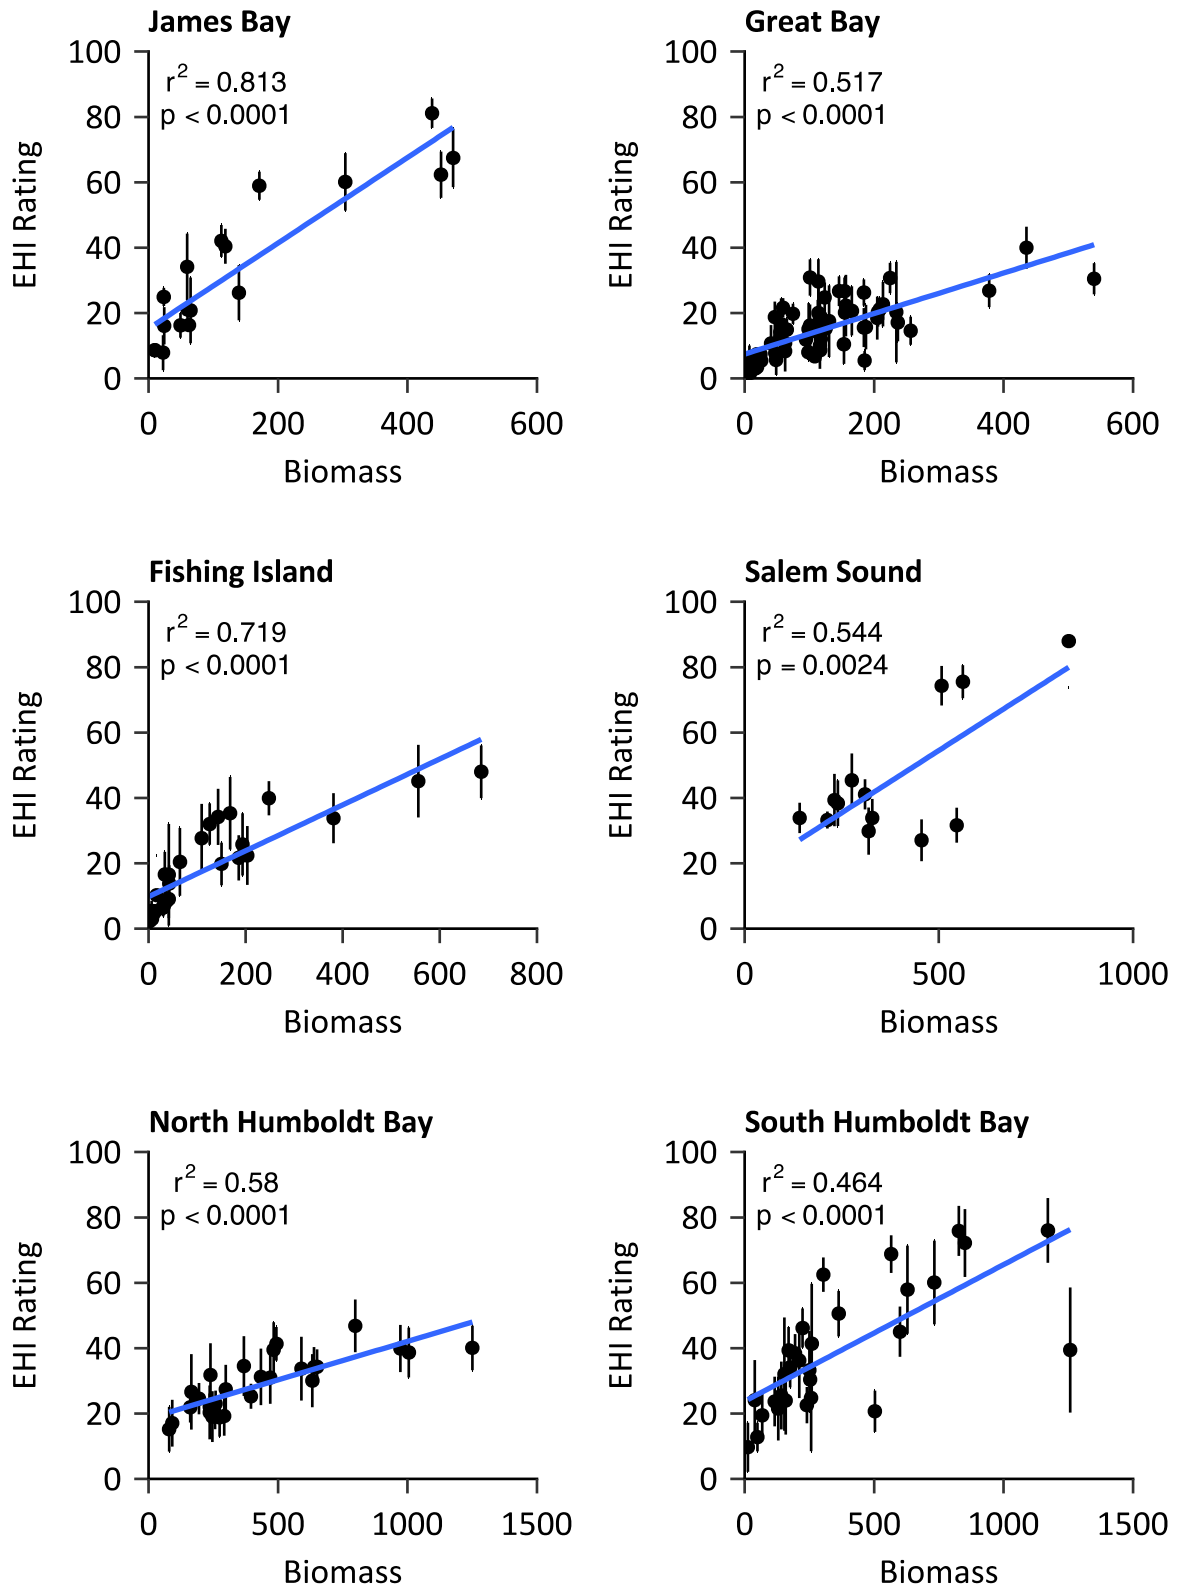 James Bay
r² = 0.813
p < 0.0001
EHI Rating
100
80
60
40
20
0
0 200 400 600
Biomass
Great Bay
r² = 0.517
p < 0.0001
EHI Rating
100
80
60
40
20
0
0 200 400 600
Biomass
Fishing Island
r² = 0.719
p < 0.0001
EHI Rating
100
80
60
40
20
0
0 200 400 600 800
Biomass
Salem Sound
r² = 0.544
p = 0.0024
EHI Rating
100
80
60
40
20
0
0 500 1000
Biomass
North Humboldt Bay
r² = 0.58
p < 0.0001
EHI Rating
100
80
60
40
20
0
0 500 1000 1500
Biomass
South Humboldt Bay
r² = 0.464
p < 0.0001
EHI Rating
100
80
60
40
20
0
0 500 1000 1500
Biomass